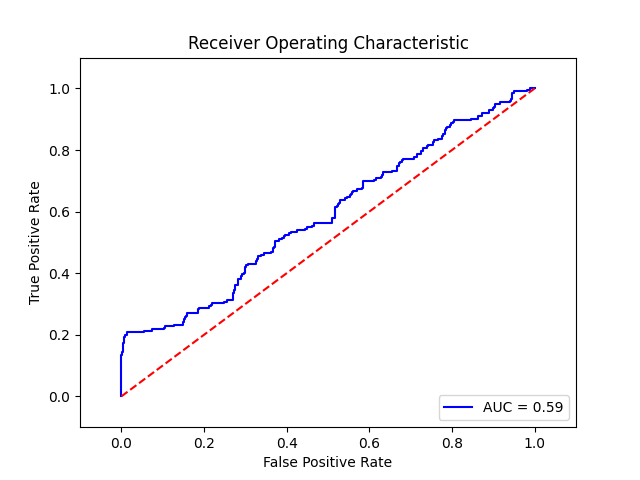 Receiver Operating Characteristic
True Positive Rate
1.0
0.8
0.6
0.4
0.2
0.0
AUC = 0.59
0.0 0.2 0.4 0.6 0.8 1.0
False Positive Rate